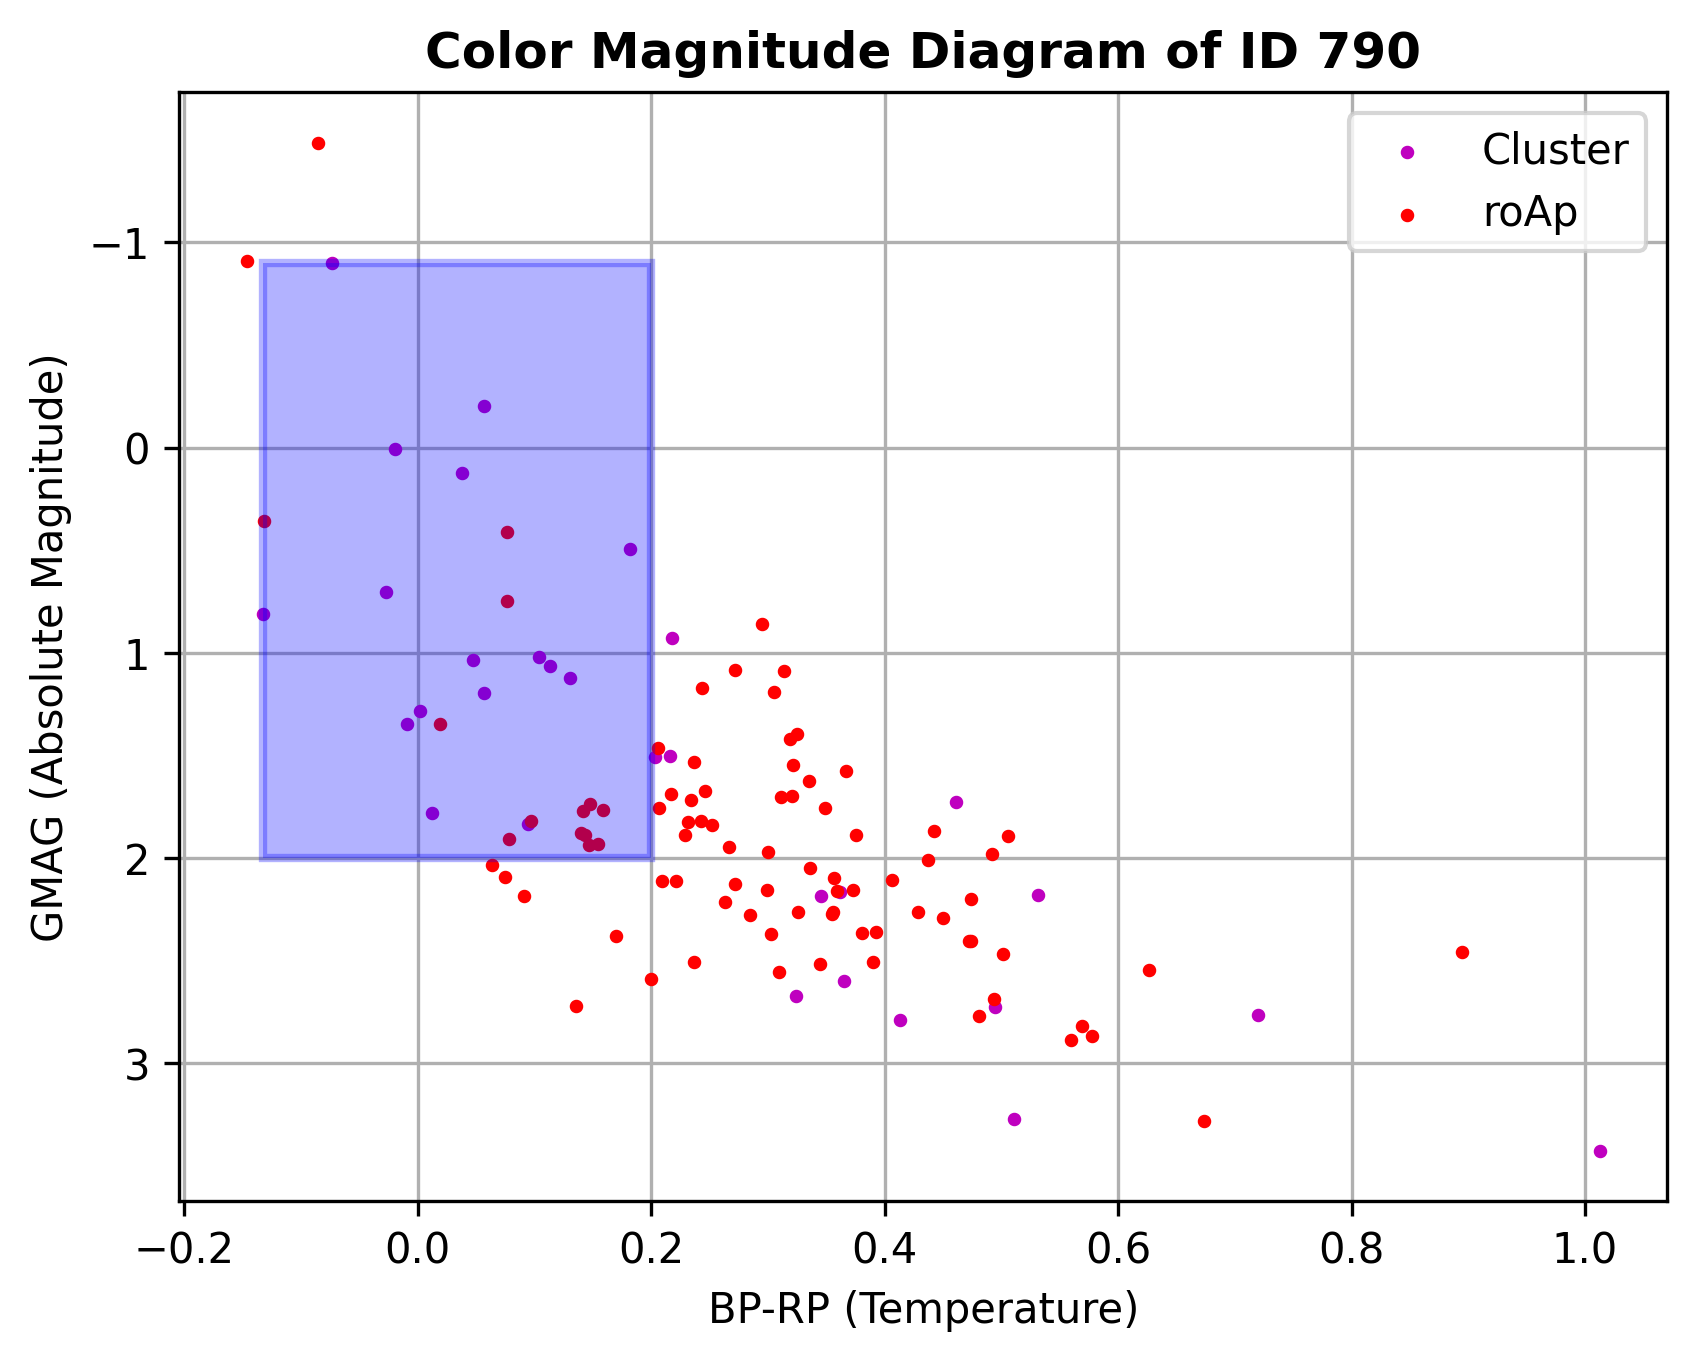 Color Magnitude Diagram of ID 790
Cluster
roAp
GMAG (Absolute Magnitude)
−1
0
1
2
3
−0.2 0.0 0.2 0.4 0.6 0.8 1.0
BP-RP (Temperature)